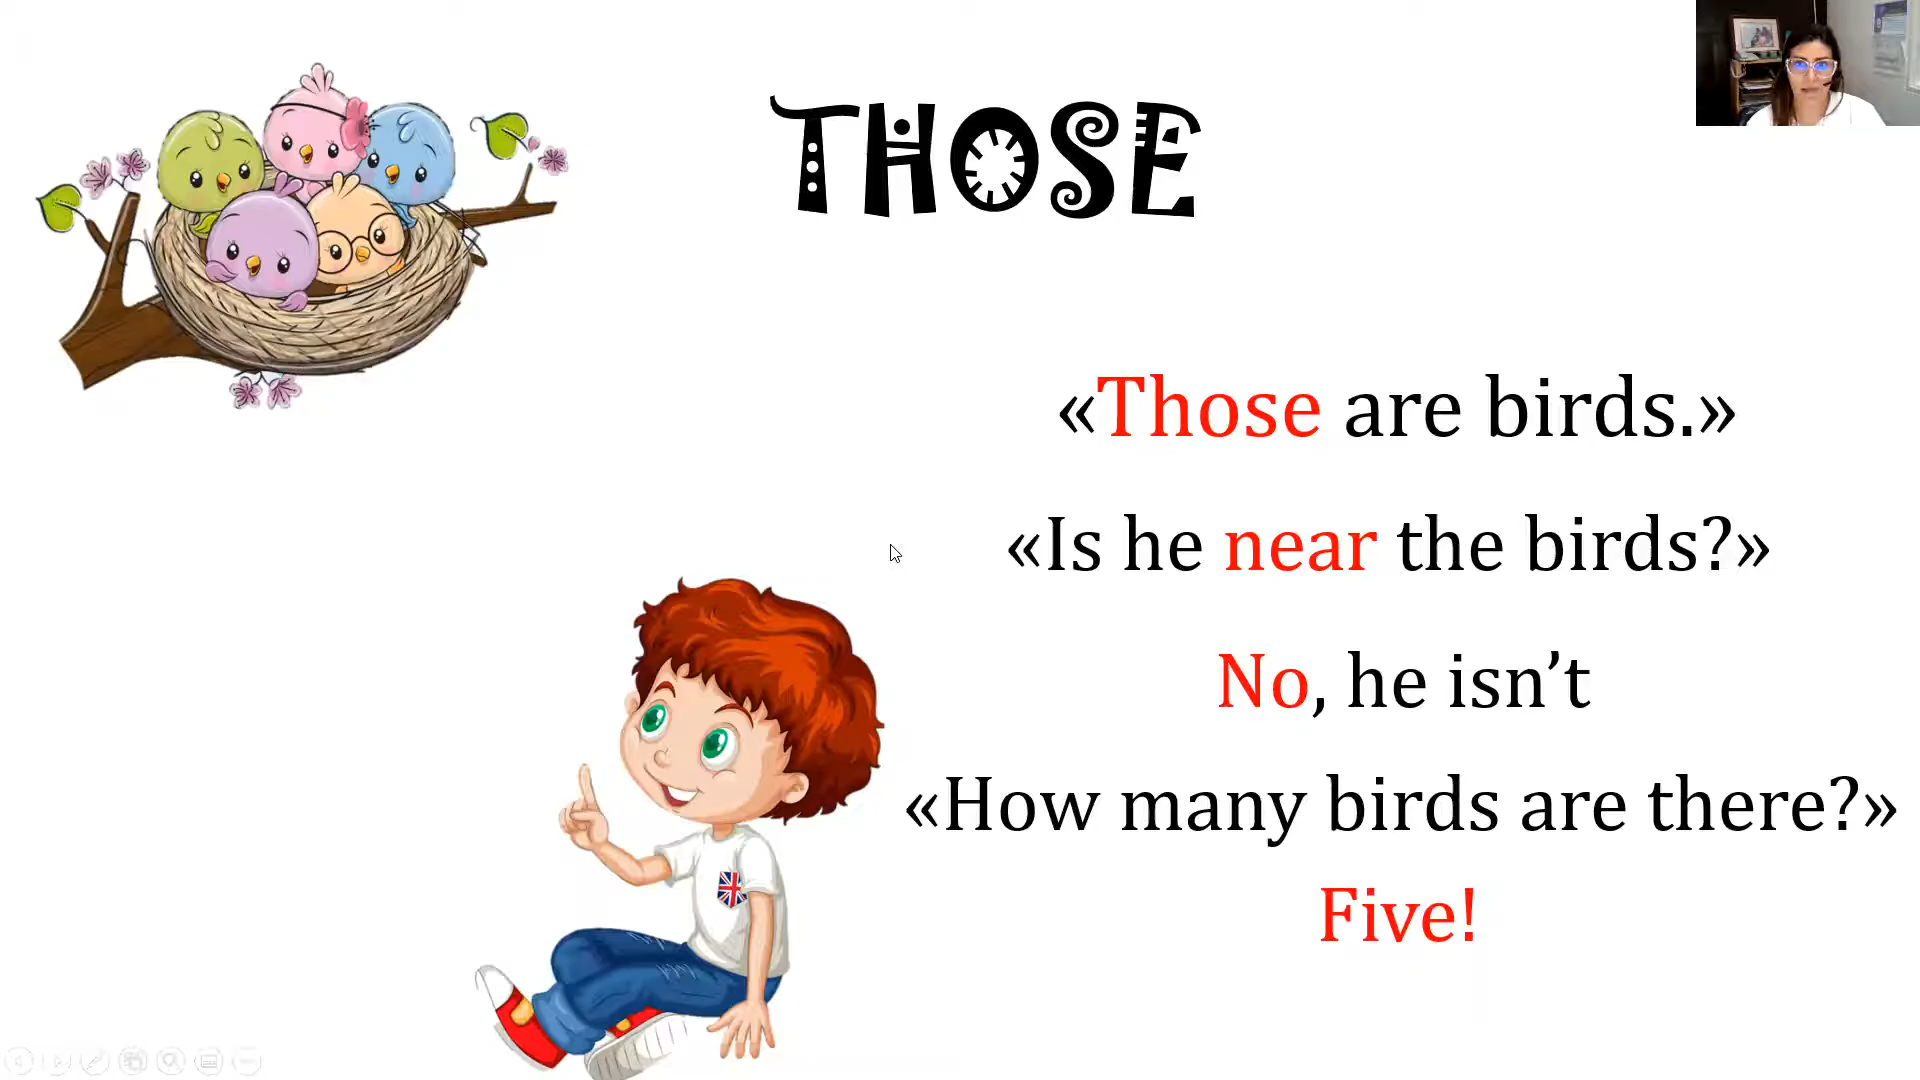 THOSE
«Those are birds.»
«Is he near the birds?»
No, he isn’t
«How many birds are there?»
Five!